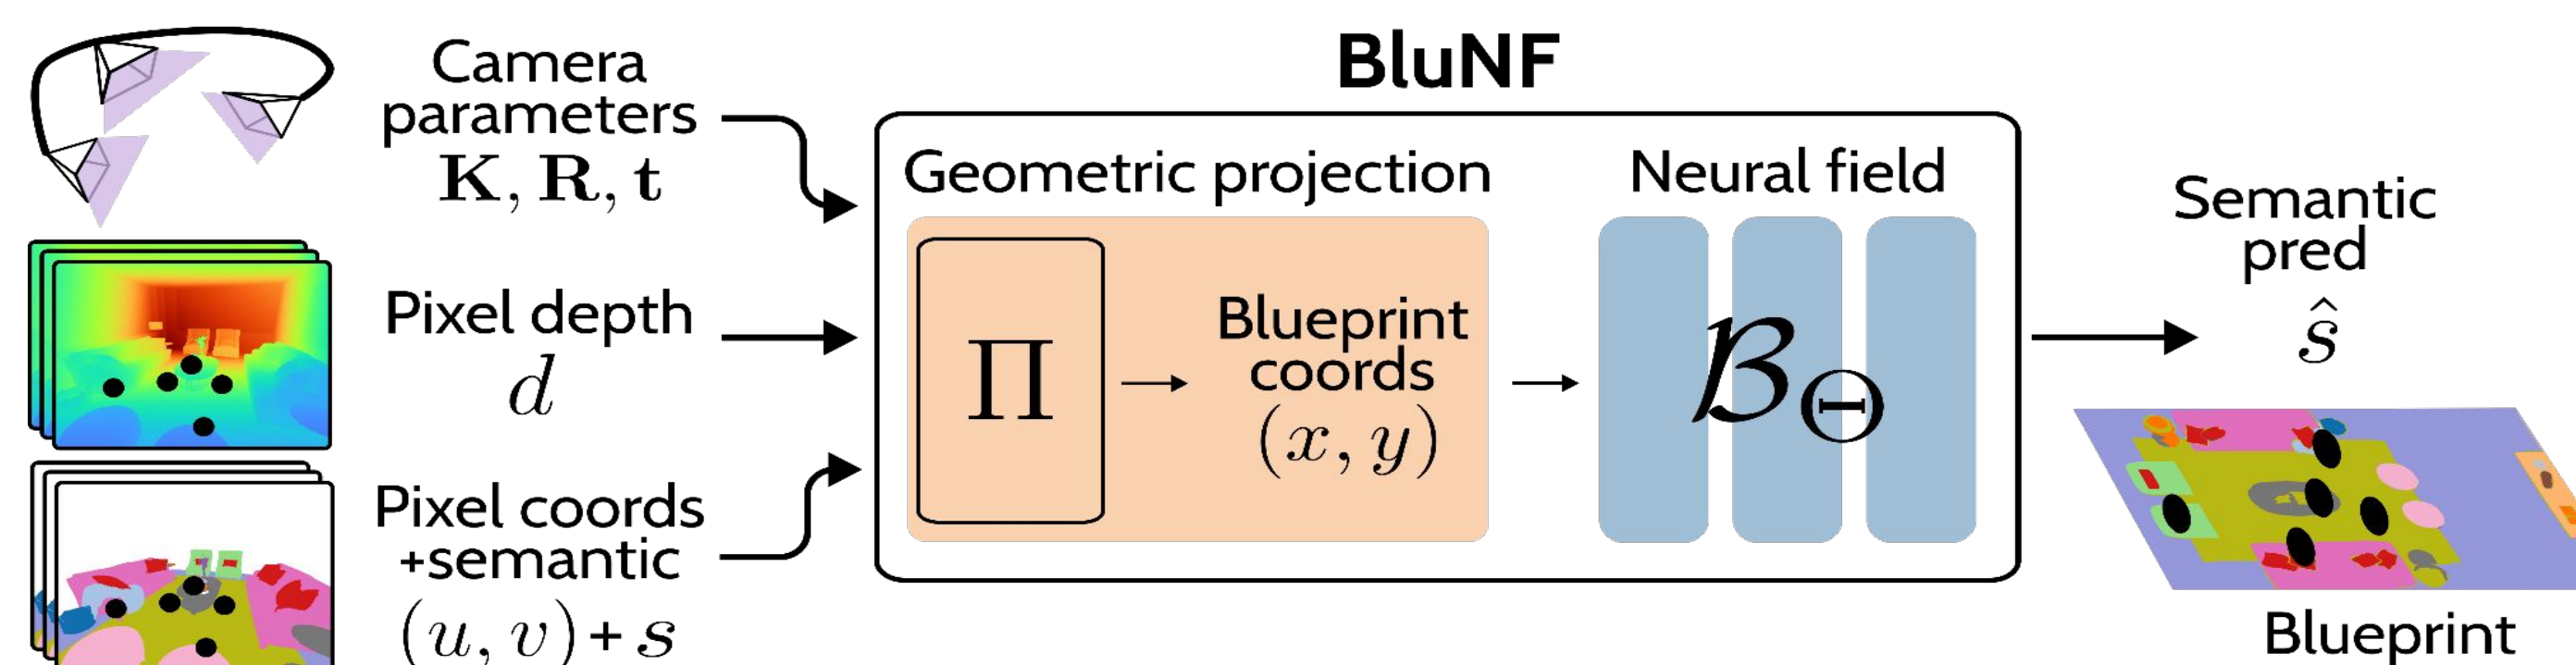 BluNF
Camera
parameters
K, R, t
Pixel depth
d
Pixel coords
+semantic
(u, v)+ s
Geometric projection
Π
Blueprint
coords
(x, y)
Neural field
ℬ_Θ
Semantic
pred
ŝ
Blueprint